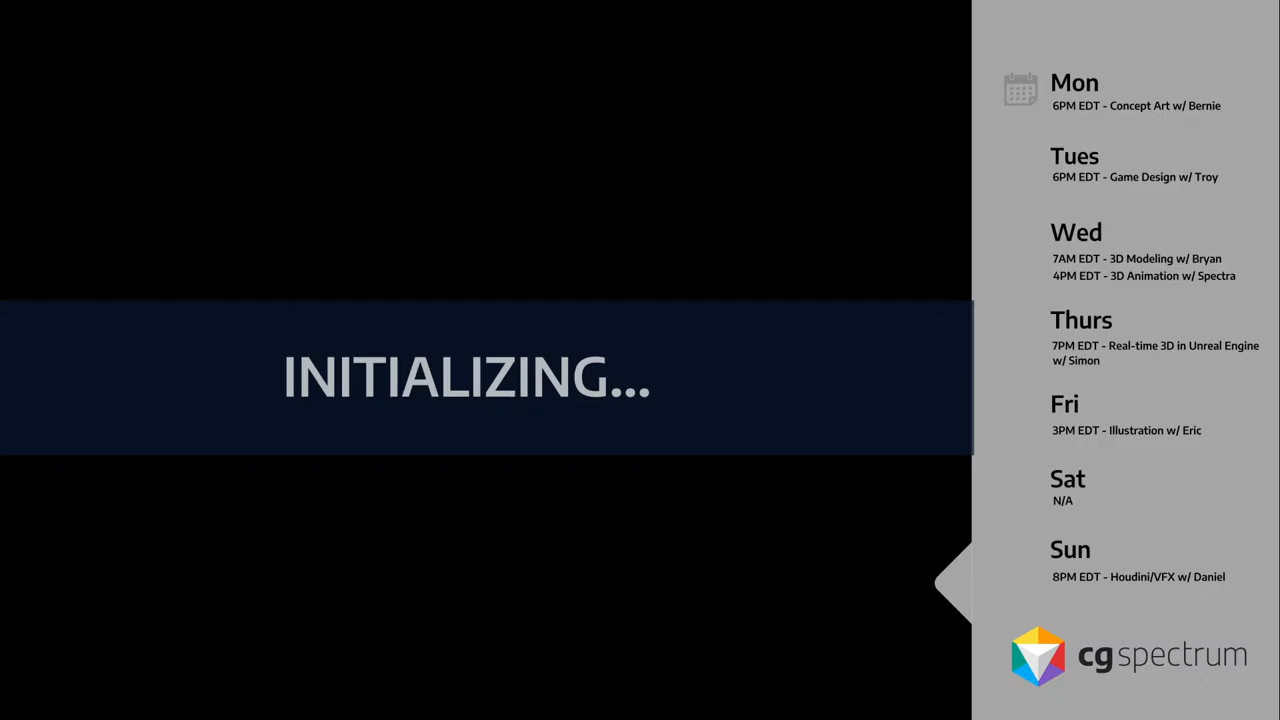 INITIALIZING...
Mon
6PM EDT - Concept Art w/ Bernie
Tues
6PM EDT - Game Design w/ Troy
Wed
7AM EDT - 3D Modeling w/ Bryan
4PM EDT - 3D Animation w/ Spectra
Thurs
7PM EDT - Real-time 3D in Unreal Engine
w/ Simon
Fri
3PM EDT - Illustration w/ Eric
Sat
N/A
Sun
8PM EDT - Houdini/VFX w/ Daniel
cg spectrum